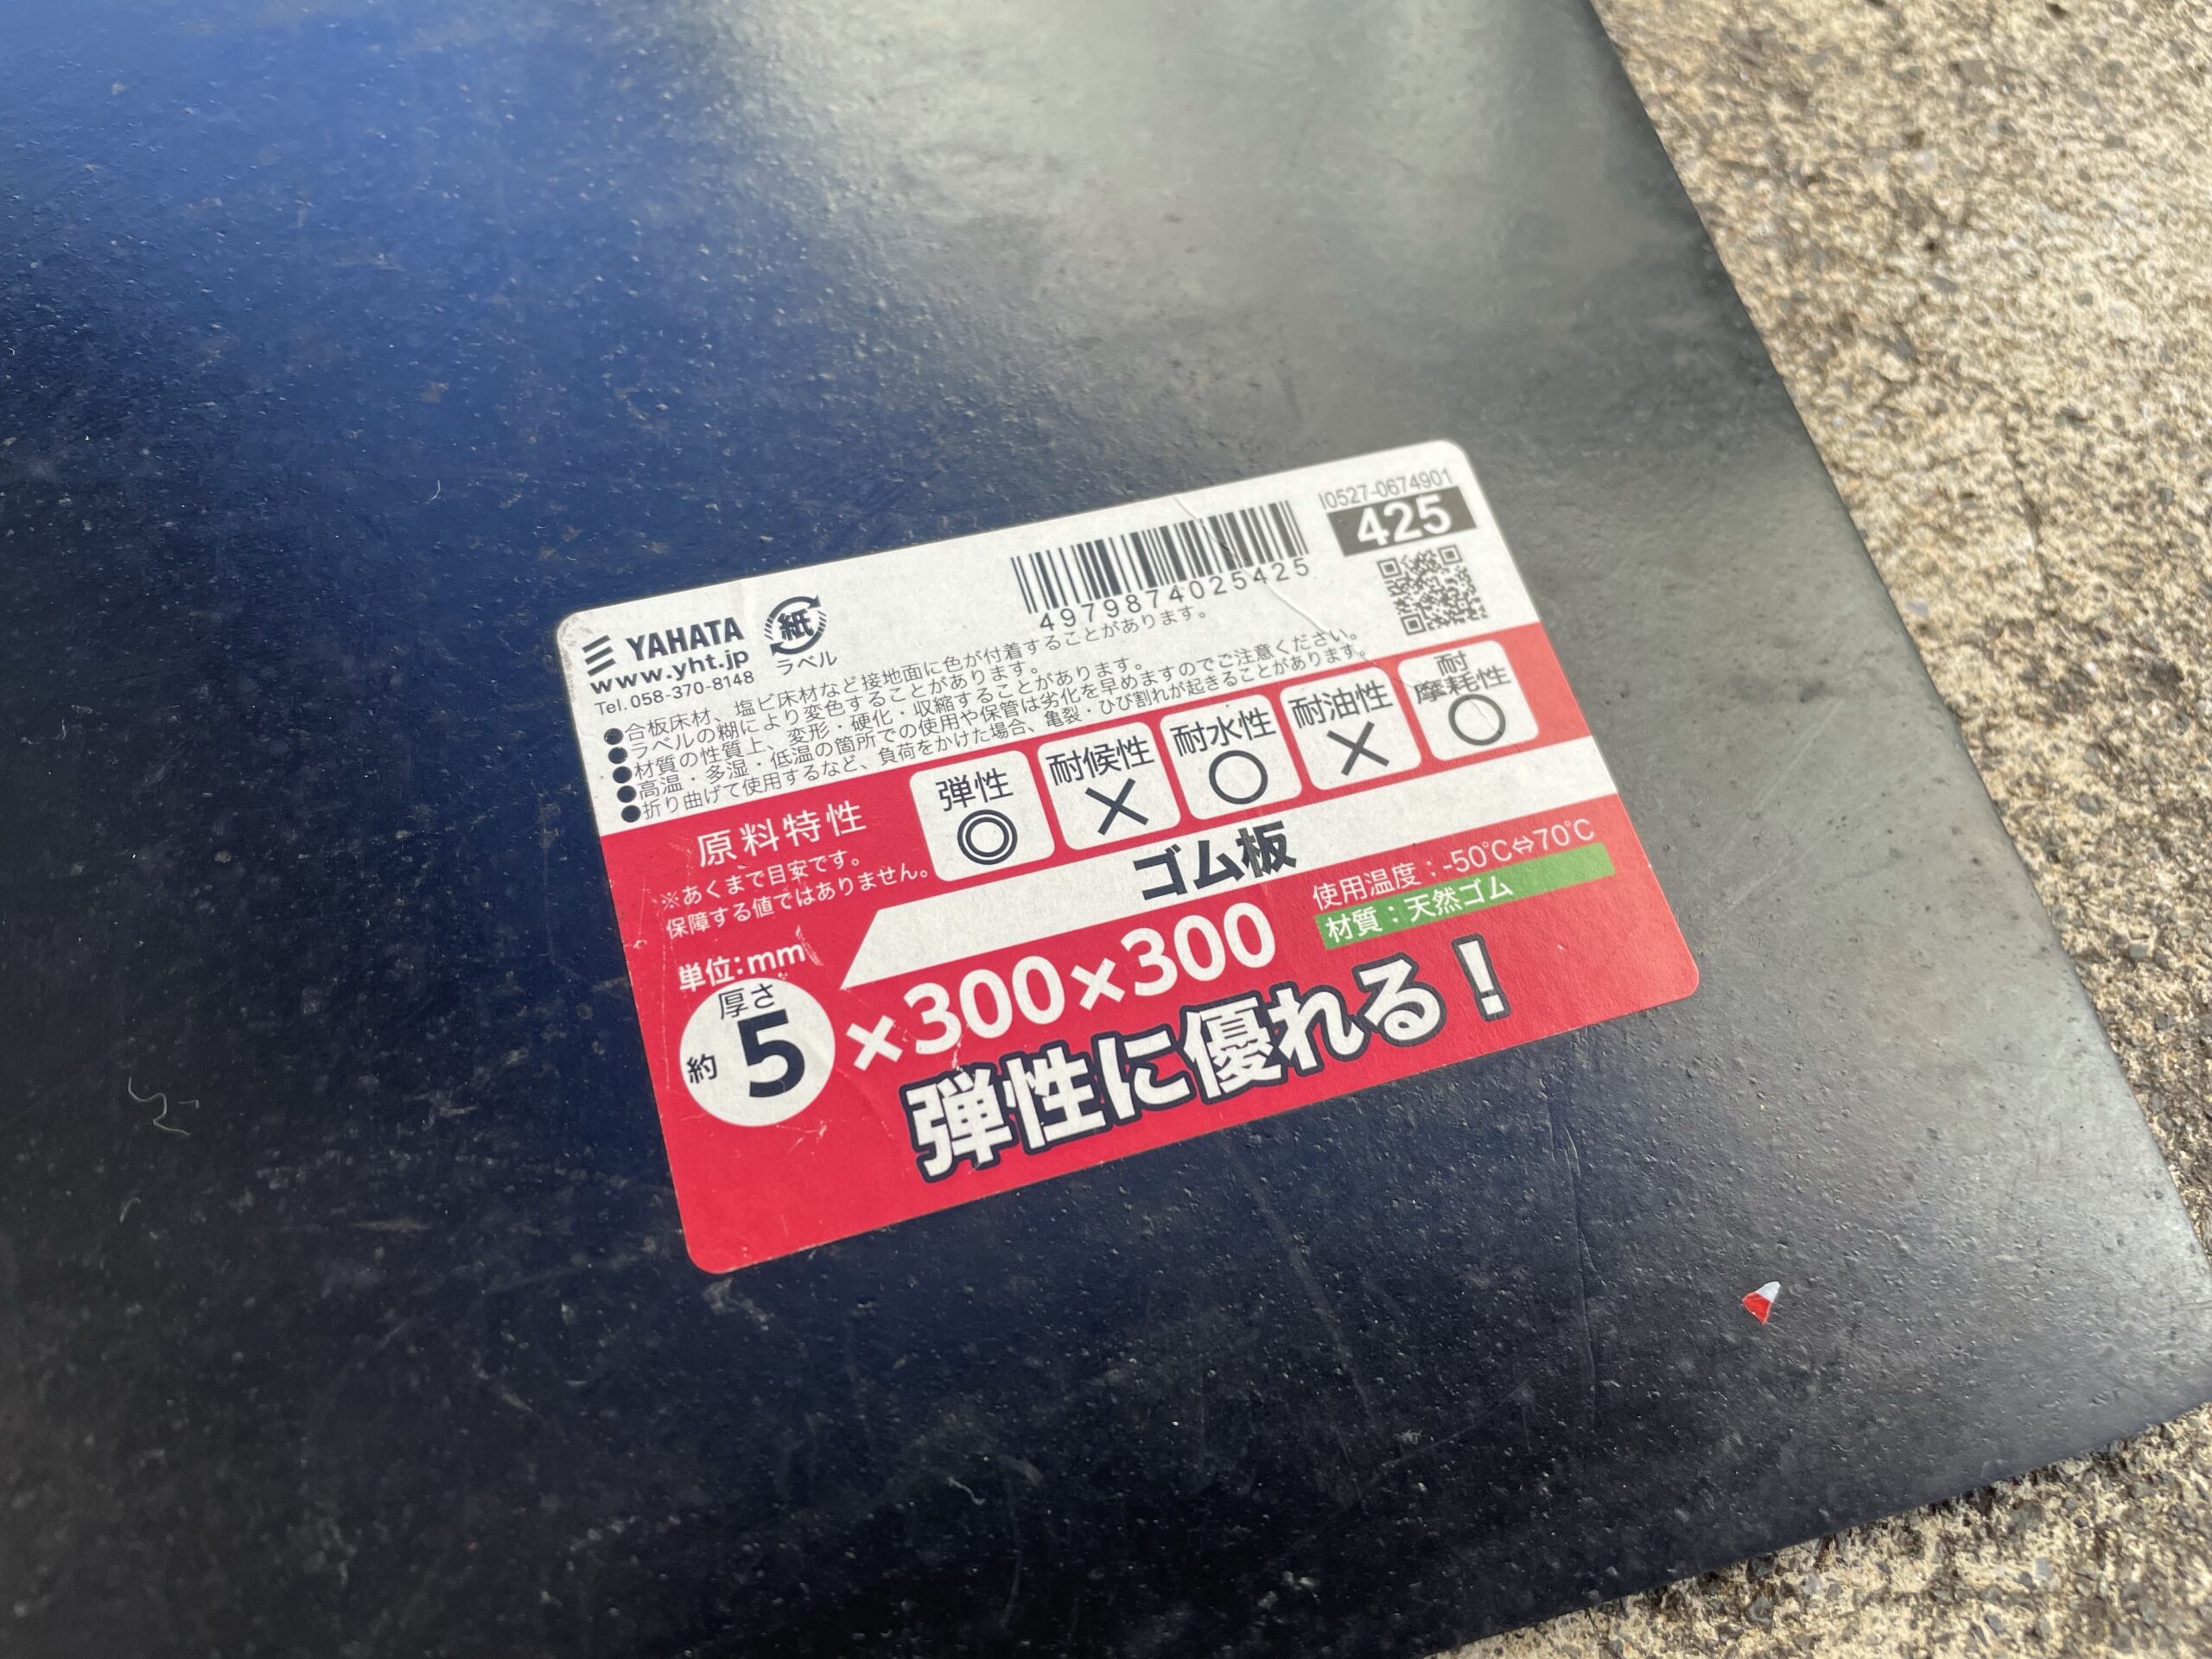 YAHATA
www.yht.jp
Tel. 058-370-8148
紙
ラベル
4979874025425
I0527-0674901
425
●合板床材、塩ビ床材など接地面に色が付着することがあります。
●ラベルの糊により変色することがあります。
●材質の性質上、変形・硬化・収縮することがあります。
●高温・多湿・低温の箇所での使用や保管は劣化を早めますのでご注意ください。
●折り曲げて使用するなど、負荷をかけた場合、亀裂・ひび割れが起きることがあります。
原料特性
※あくまで目安です。
保障する値ではありません。
弾性
◎
耐候性
×
耐水性
○
耐油性
×
耐
摩耗性
○
ゴム板
使用温度：-50℃⇔70℃
材質：天然ゴム
単位:mm
厚さ
約5×300×300
弾性に優れる！